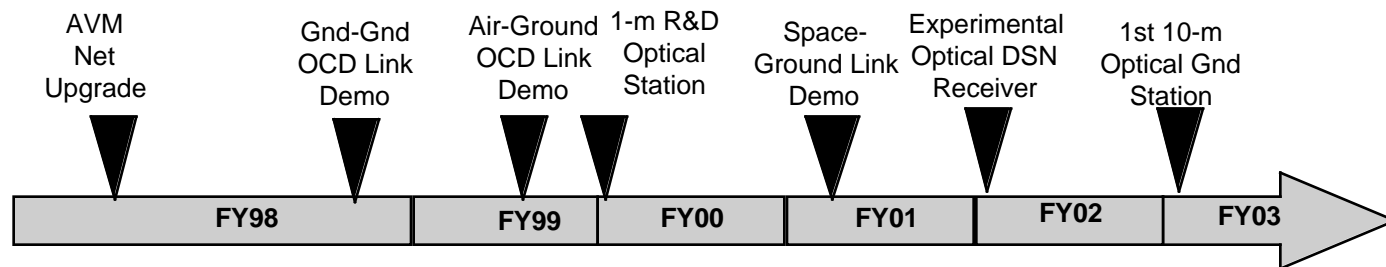 AVM
Net
Upgrade
Gnd-Gnd
OCD Link
Demo
Air-Ground
OCD Link
Demo
1-m R&D
Optical
Station
Space-
Ground Link
Demo
Experimental
Optical DSN
Receiver
1st 10-m
Optical Gnd
Station
FY98
FY99
FY00
FY01
FY02
FY03